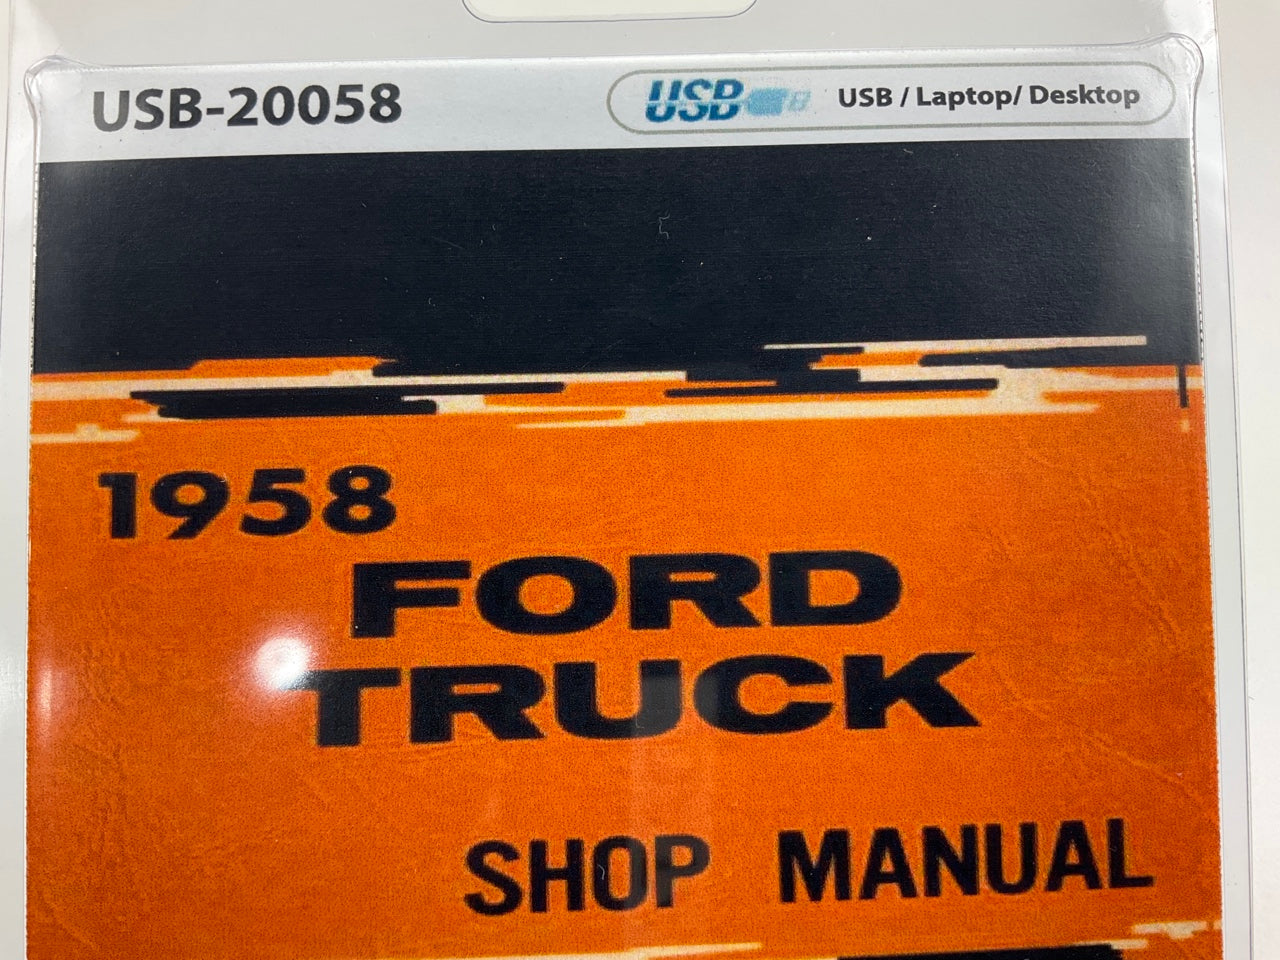 USB-20058
USB USB / Laptop/ Desktop
1958
FORD
TRUCK
SHOP MANUAL